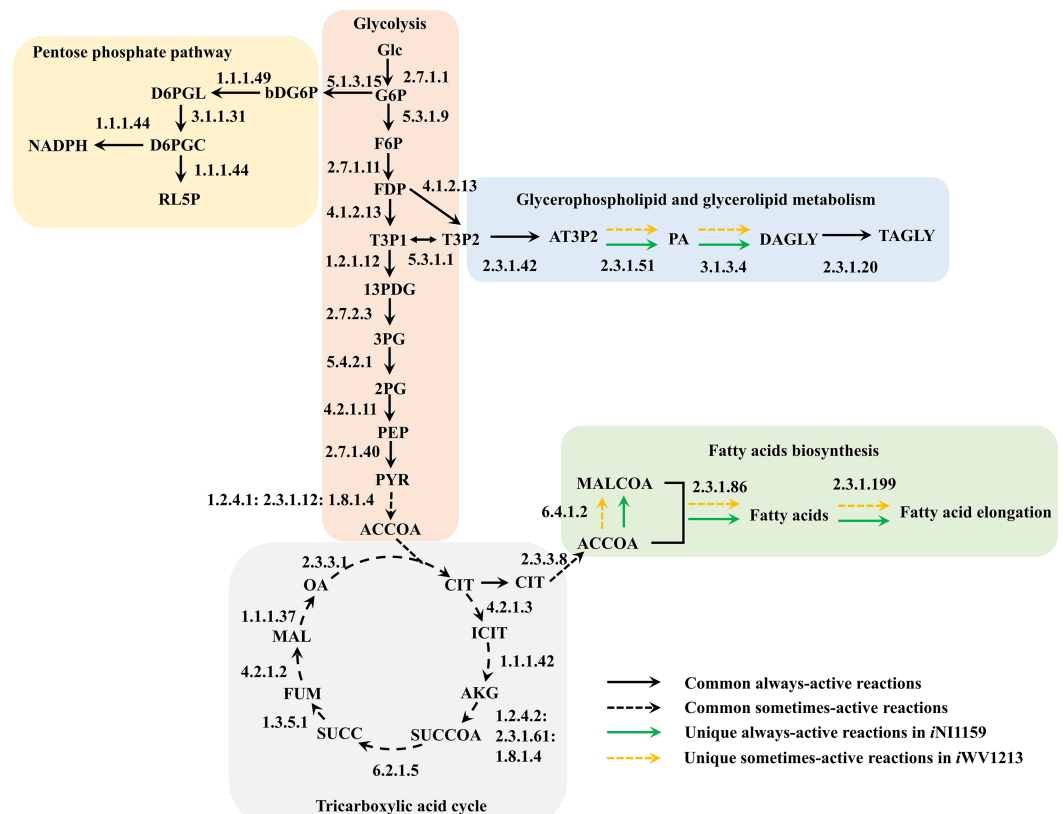 Glycolysis
Glc
2.7.1.1
G6P
5.3.1.9
F6P
2.7.1.11
FDP
4.1.2.13
T3P1
1.2.1.12
13PDG
2.7.2.3
3PG
5.4.2.1
2PG
4.2.1.11
PEP
2.7.1.40
PYR
1.2.4.1: 2.3.1.12: 1.8.1.4
ACCOA
Pentose phosphate pathway
5.1.3.15
bDG6P
1.1.1.49
D6PGL
3.1.1.31
D6PGC
1.1.1.44
NADPH
1.1.1.44
RL5P
4.1.2.13
T3P2
5.3.1.1
Glycerophospholipid and glycerolipid metabolism
AT3P2
PA
DAGLY
TAGLY
2.3.1.42
2.3.1.51
3.1.3.4
2.3.1.20
Fatty acids biosynthesis
MALCOA
6.4.1.2
ACCOA
2.3.1.86
Fatty acids
2.3.1.199
Fatty acid elongation
2.3.3.1
OA
CIT
CIT
2.3.3.8
4.2.1.3
ICIT
1.1.1.42
AKG
1.2.4.2:
2.3.1.61:
1.8.1.4
SUCCOA
6.2.1.5
SUCC
1.3.5.1
FUM
4.2.1.2
MAL
1.1.1.37
Tricarboxylic acid cycle
Common always-active reactions
Common sometimes-active reactions
Unique always-active reactions in iNI1159
Unique sometimes-active reactions in iWV1213